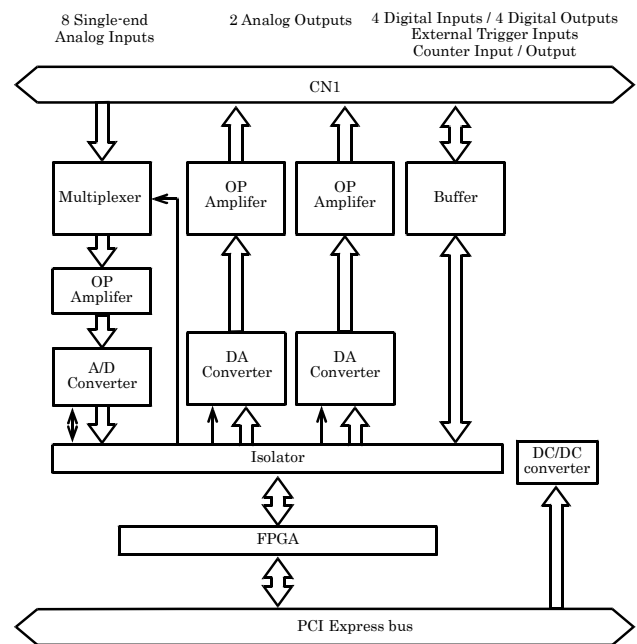 8 Single-end
Analog Inputs
2 Analog Outputs
4 Digital Inputs / 4 Digital Outputs
External Trigger Inputs
Counter Input / Output
CN1
Multiplexer
OP
Amplifer
OP
Amplifer
Buffer
OP
Amplifer
A/D
Converter
DA
Converter
DA
Converter
Isolator
DC/DC
converter
FPGA
PCI Express bus